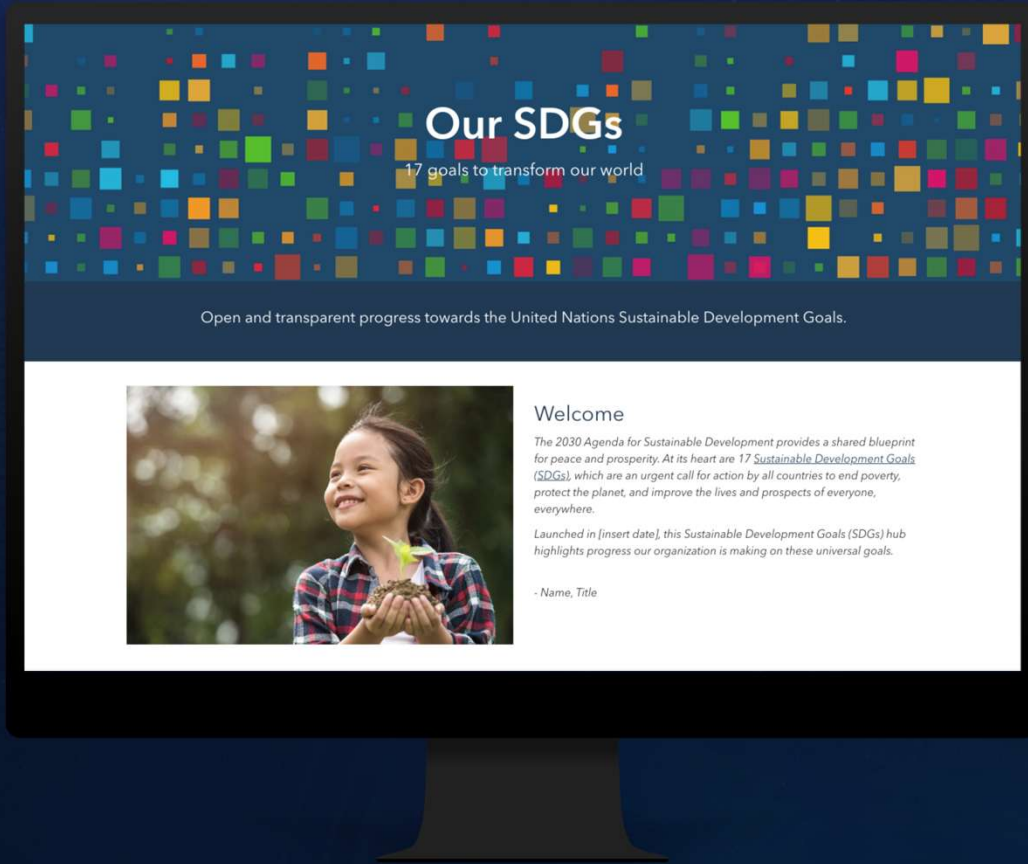 Our SDGs
17 goals to transform our world
Open and transparent progress towards the United Nations Sustainable Development Goals.
Welcome
The 2030 Agenda for Sustainable Development provides a shared blueprint
for peace and prosperity. At its heart are 17 Sustainable Development Goals
(SDGs), which are an urgent call for action by all countries to end poverty,
protect the planet, and improve the lives and prospects of everyone,
everywhere.
Launched in [insert date], this Sustainable Development Goals (SDGs) hub
highlights progress our organization is making on these universal goals.
- Name, Title